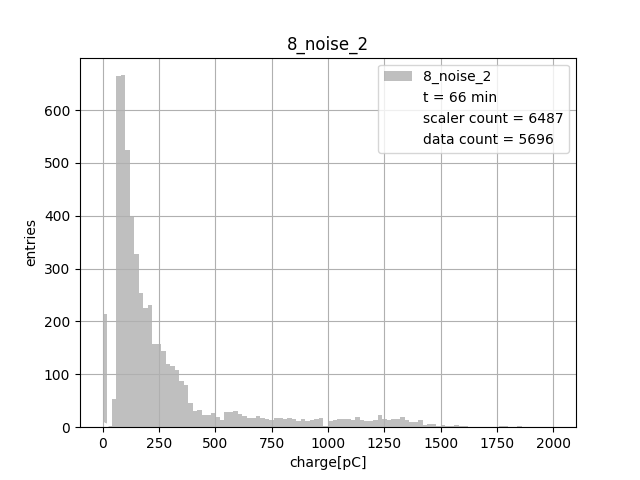 8_noise_2
8_noise_2
t = 66 min
scaler count = 6487
data count = 5696
entries
600
500
400
300
200
100
0
0 250 500 750 1000 1250 1500 1750 2000
charge[pC]